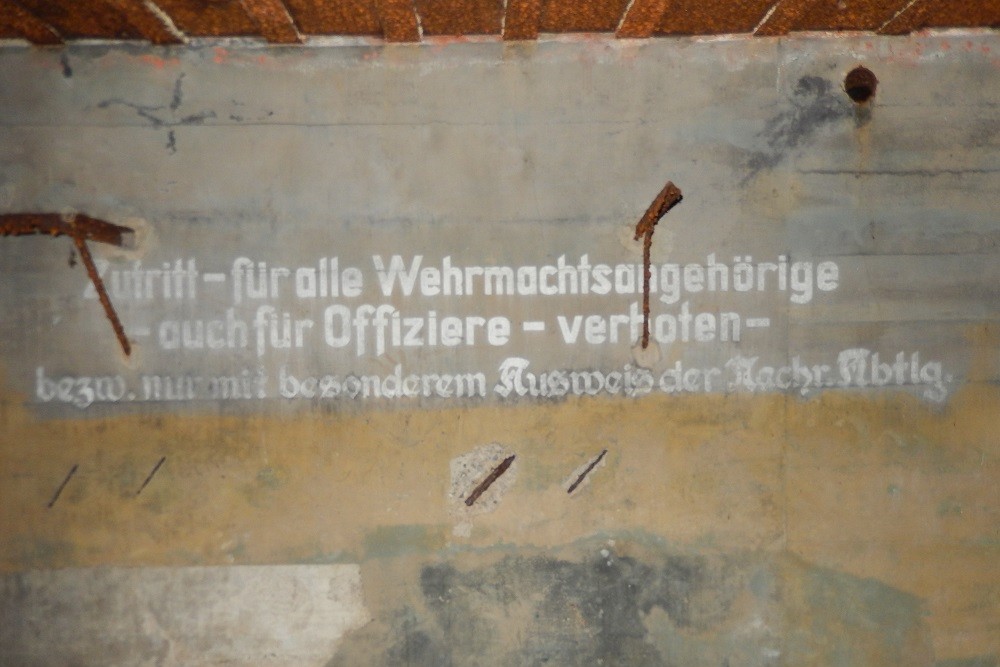 Zutritt - für alle Wehrmachtsangehörige
- auch für Offiziere - verboten -
bezw. nur mit besonderem Ausweis der Nachr. Abtlg.